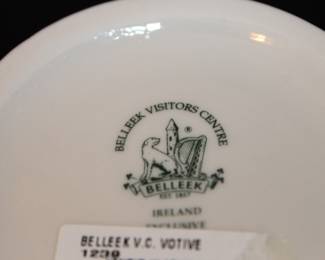 BELLEEK VISITORS CENTRE
®
BELLEEK
EST. 1857
IRELAND
EXCLUSIVE
BELLEEK V.C. VOTIVE
1239